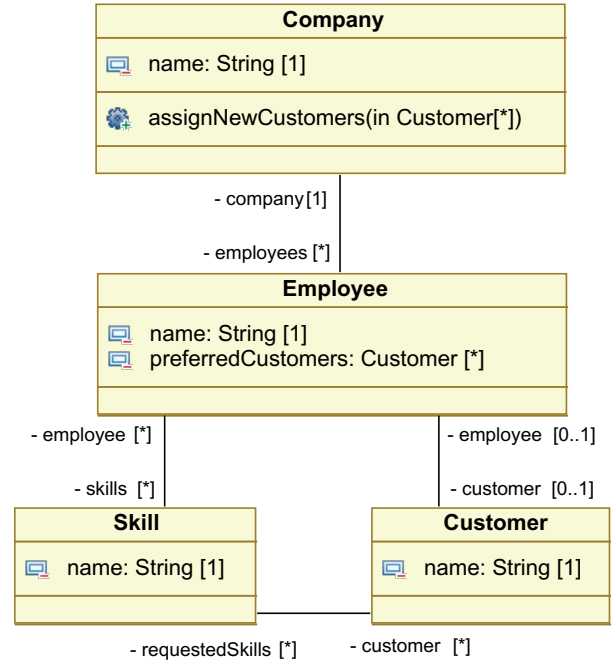 Company
name: String [1]
assignNewCustomers(in Customer[*])
- company[1]
- employees [*]
Employee
name: String [1]
preferredCustomers: Customer [*]
- employee [*]
- employee [0..1]
- skills [*]
- customer [0..1]
Skill
Customer
name: String [1]
name: String [1]
- requestedSkills [*]
- customer [*]